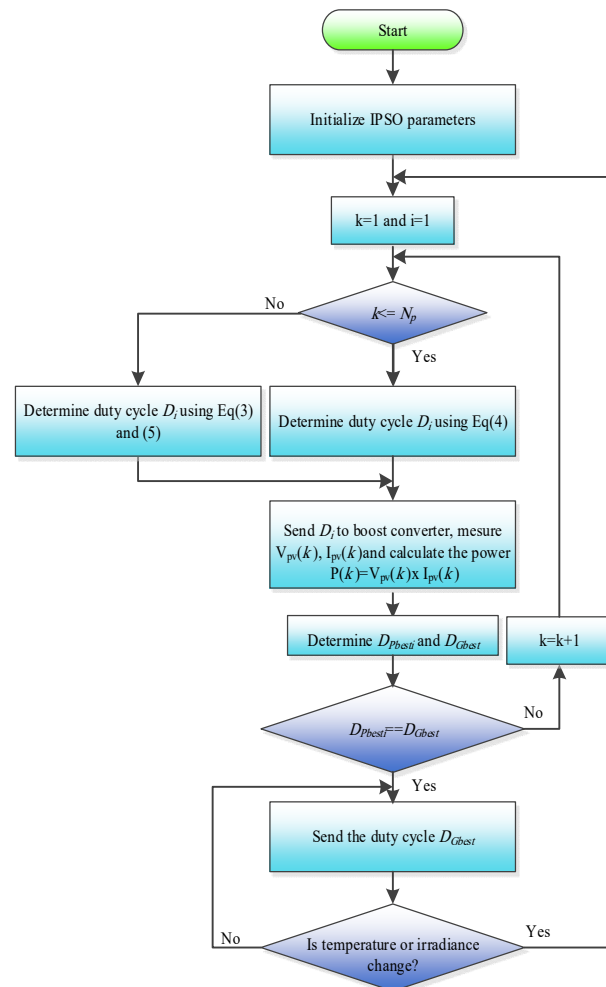 Start
Initialize IPSO parameters
k=1 and i=1
No
k<= Np
Yes
Determine duty cycle Di using Eq(3)
and (5)
Determine duty cycle Di using Eq(4)
Send Di to boost converter, mesure
Vpv(k), Ipv(k)and calculate the power
P(k)=Vpv(k)x Ipv(k)
Determine DPbesti and DGbest
k=k+1
DPbesti==DGbest
No
Yes
Send the duty cycle DGbest
No
Is temperature or irradiance
change?
Yes